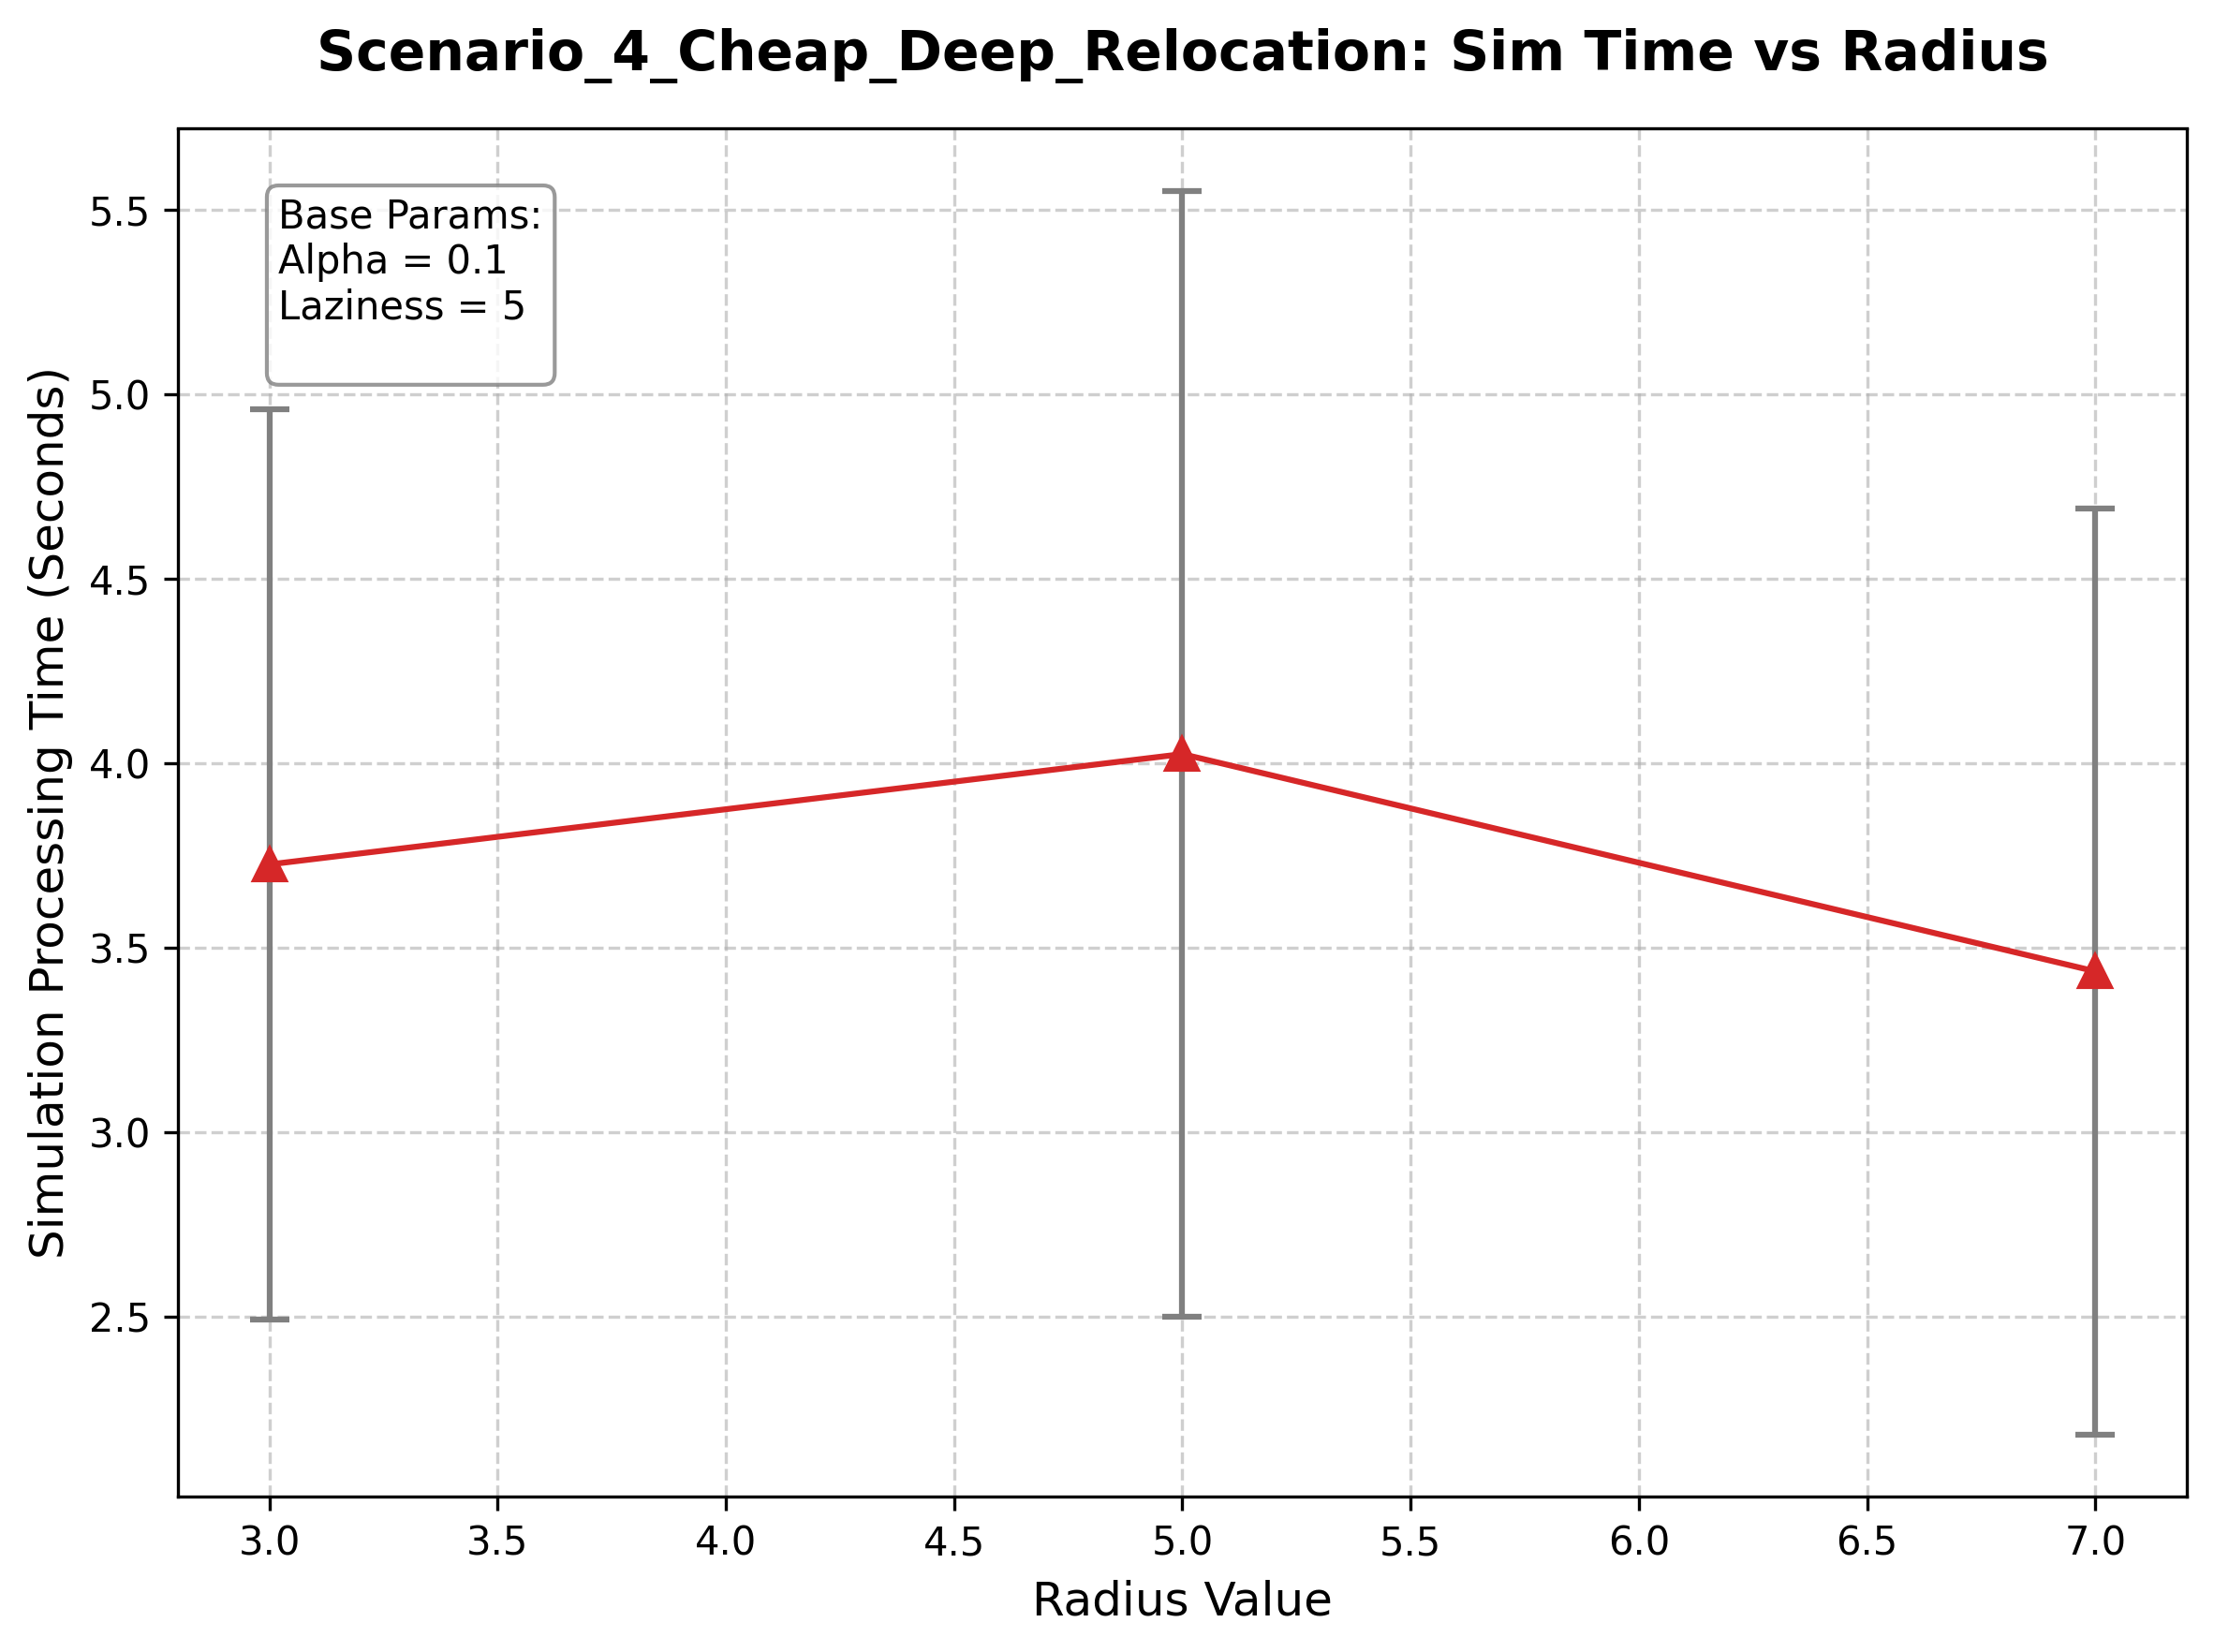 Scenario_4_Cheap_Deep_Relocation: Sim Time vs Radius
Base Params:
Alpha = 0.1
Laziness = 5
Simulation Processing Time (Seconds)
5.5
5.0
4.5
4.0
3.5
3.0
2.5
3.0 3.5 4.0 4.5 5.0 5.5 6.0 6.5 7.0
Radius Value